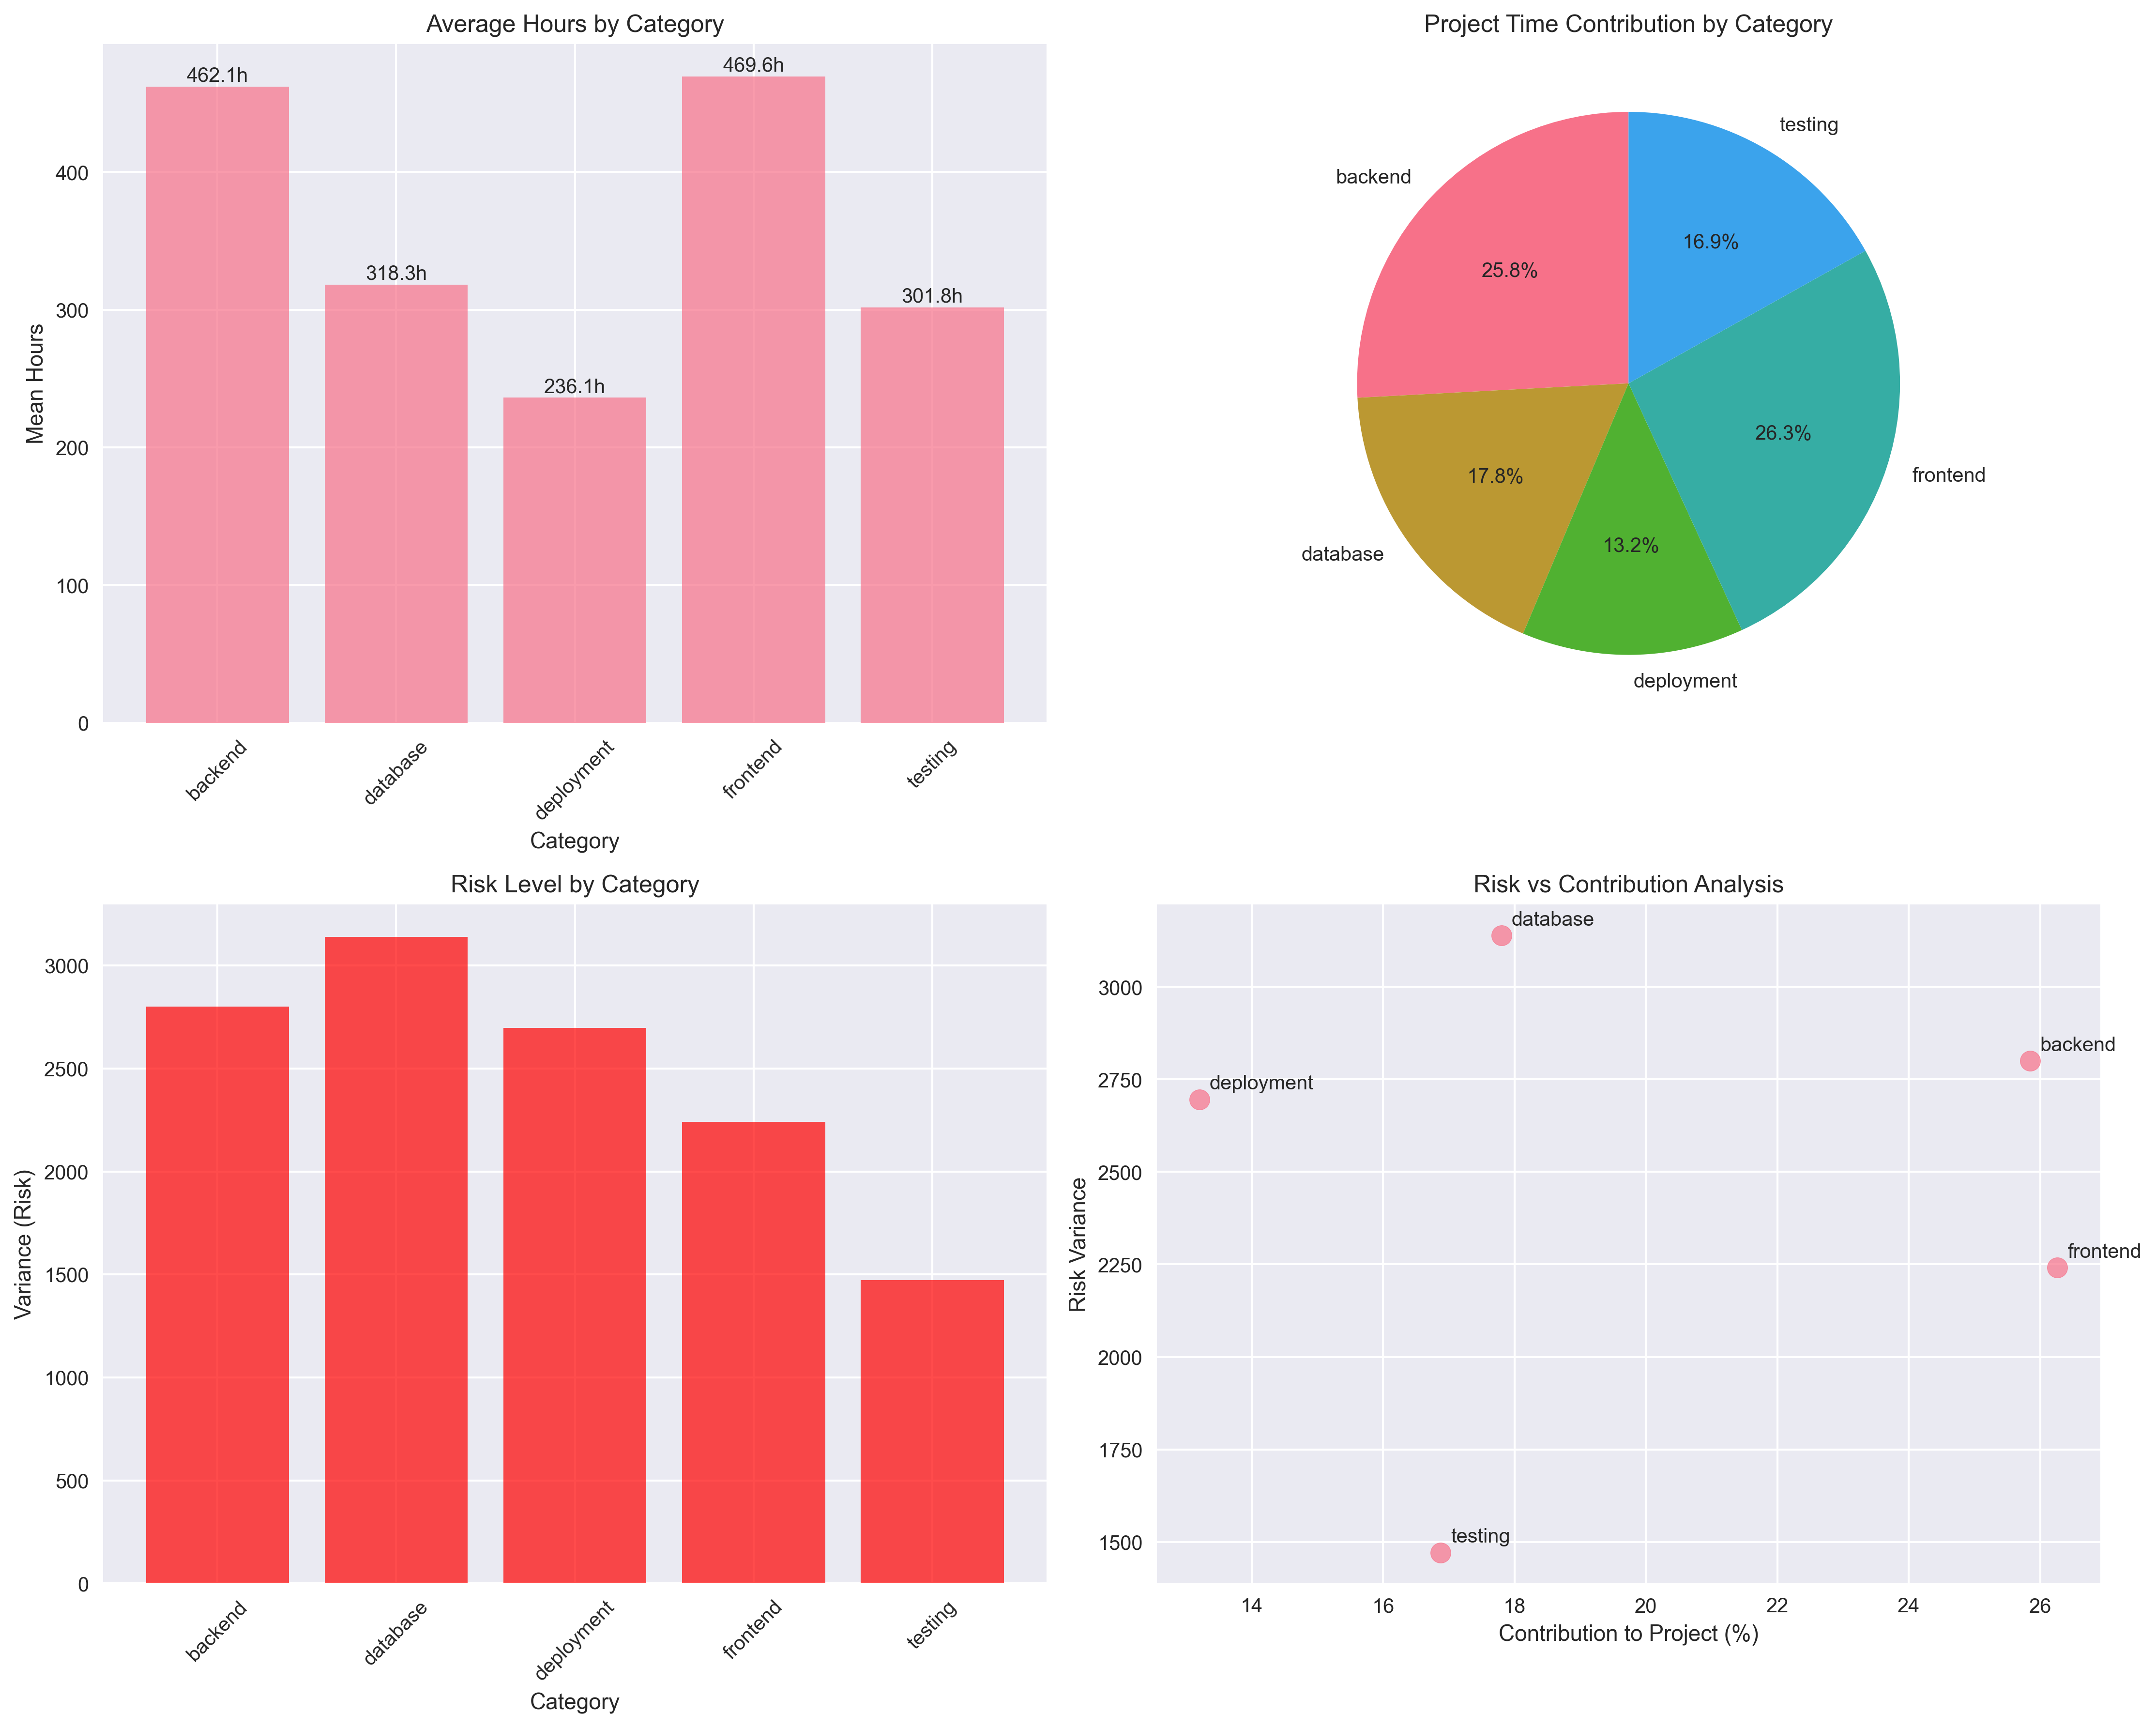 Average Hours by Category
462.1h
318.3h
236.1h
469.6h
301.8h
Mean Hours
400
300
200
100
0
backend
database
deployment
frontend
testing
Category
Project Time Contribution by Category
testing
backend
16.9%
25.8%
26.3%
17.8%
13.2%
frontend
database
deployment
Risk Level by Category
Variance (Risk)
3000
2500
2000
1500
1000
500
0
backend
database
deployment
frontend
testing
Category
Risk vs Contribution Analysis
Risk Variance
3000
2750
2500
2250
2000
1750
1500
database
backend
deployment
frontend
testing
14
16
18
20
22
24
26
Contribution to Project (%)